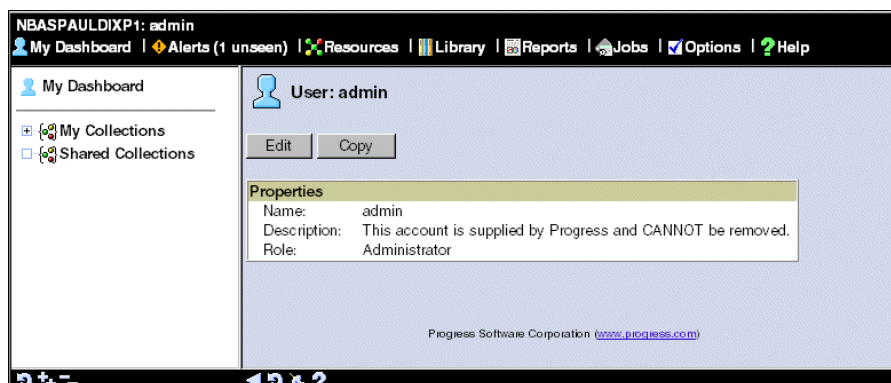 NBASPAULDIXP1: admin
My Dashboard | Alerts (1 unseen) | Resources | Library | Reports | Jobs | Options | Help
My Dashboard
My Collections
Shared Collections
User: admin
Edit Copy
Properties
Name: admin
Description: This account is supplied by Progress and CANNOT be removed.
Role: Administrator
Progress Software Corporation (www.progress.com)